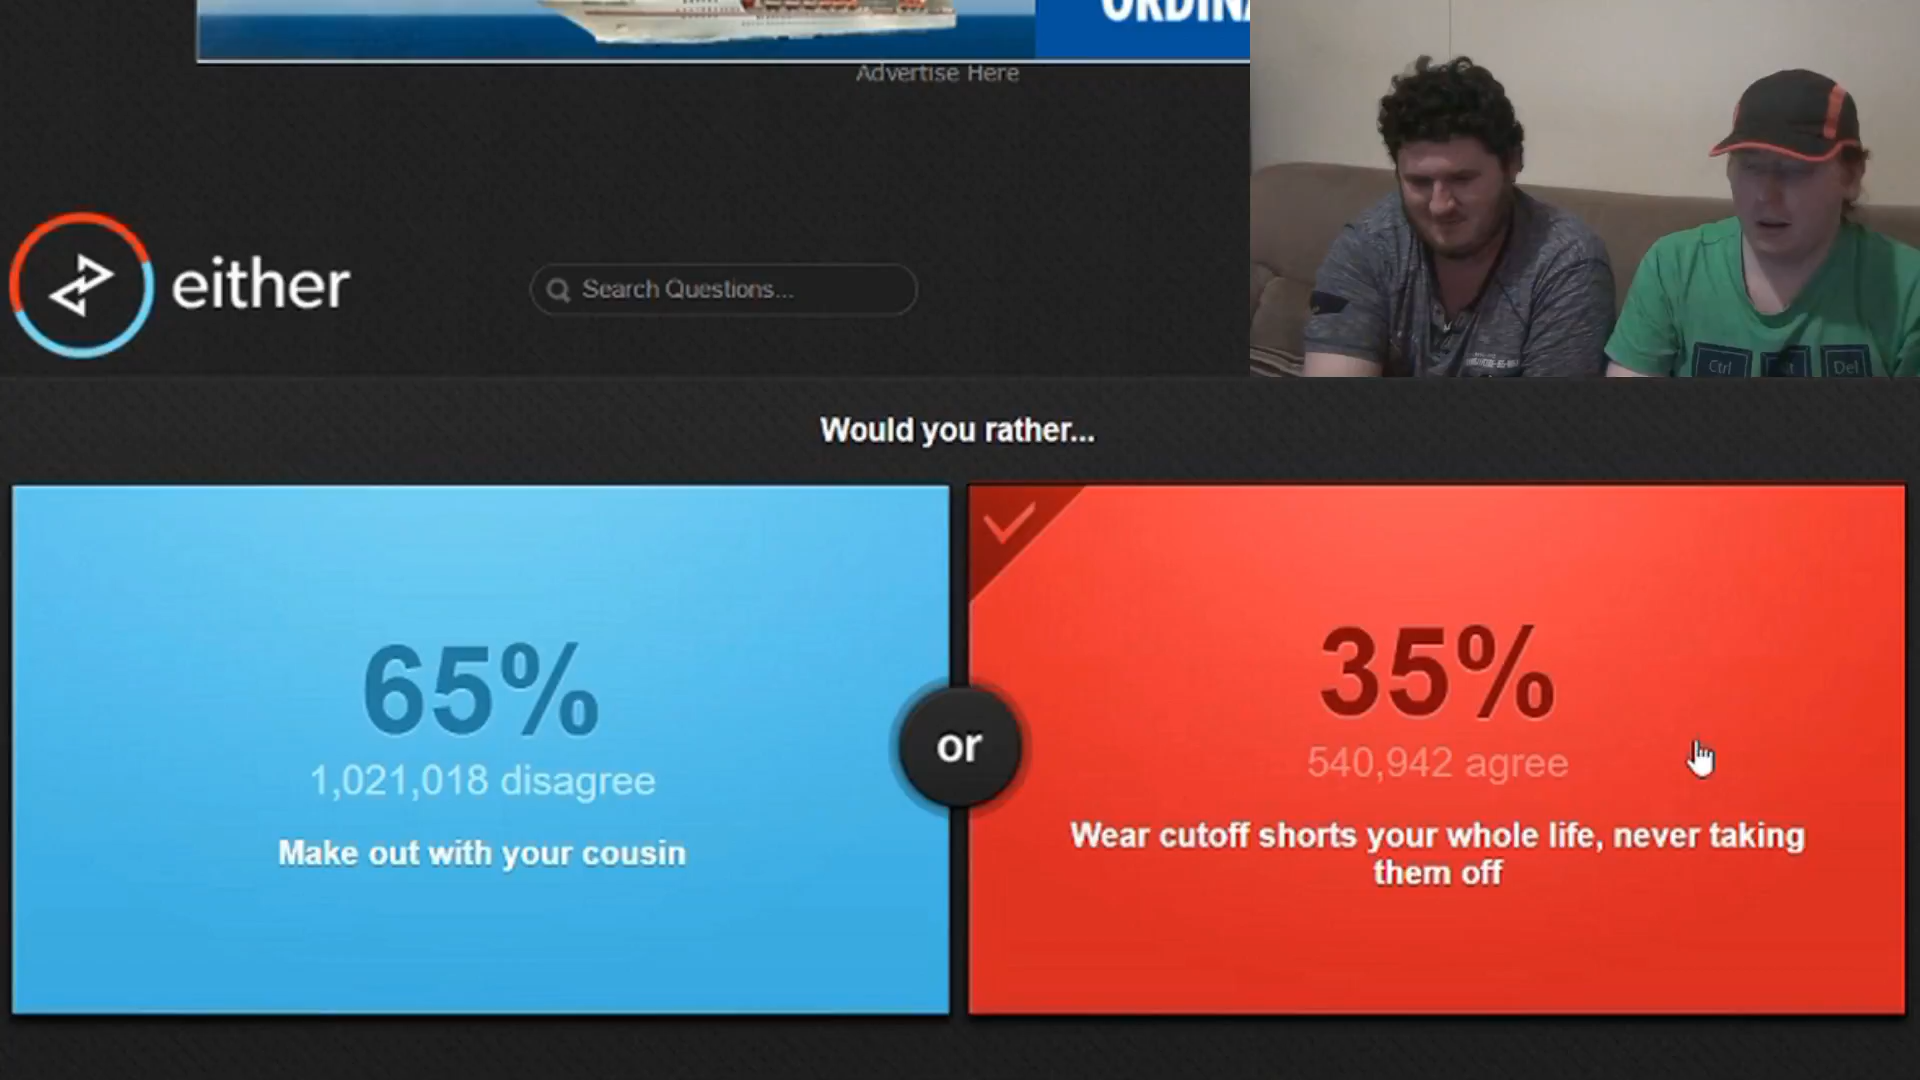 Advertise Here
either
Search Questions...
Ctrl
Del
Would you rather...
65%
1,021,018 disagree
Make out with your cousin
or
35%
540,942 agree
Wear cutoff shorts your whole life, never taking
them off